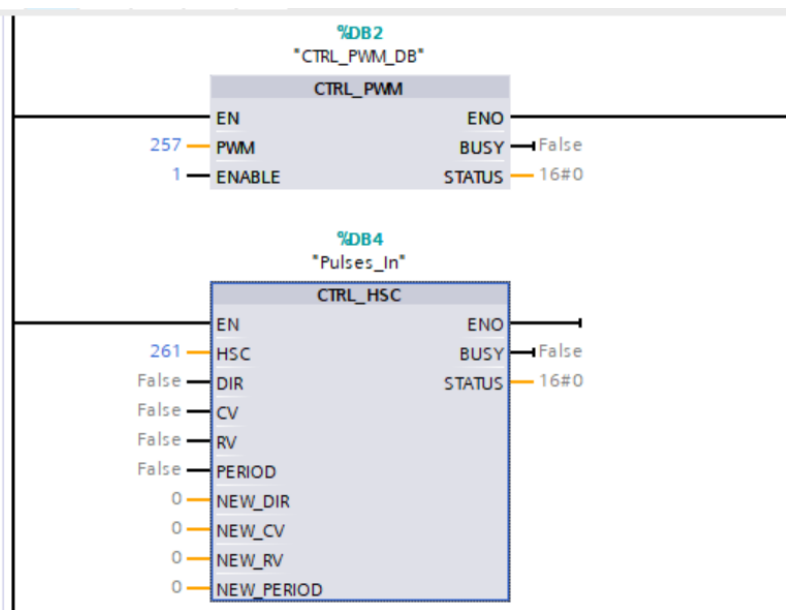 %DB2
"CTRL_PWM_DB"
CTRL_PWM
EN ENO
257 PWM BUSY False
1 ENABLE STATUS 16#0
%DB4
"Pulses_In"
CTRL_HSC
EN ENO
261 HSC BUSY False
False DIR STATUS 16#0
False CV
False RV
False PERIOD
0 NEW_DIR
0 NEW_CV
0 NEW_RV
0 NEW_PERIOD